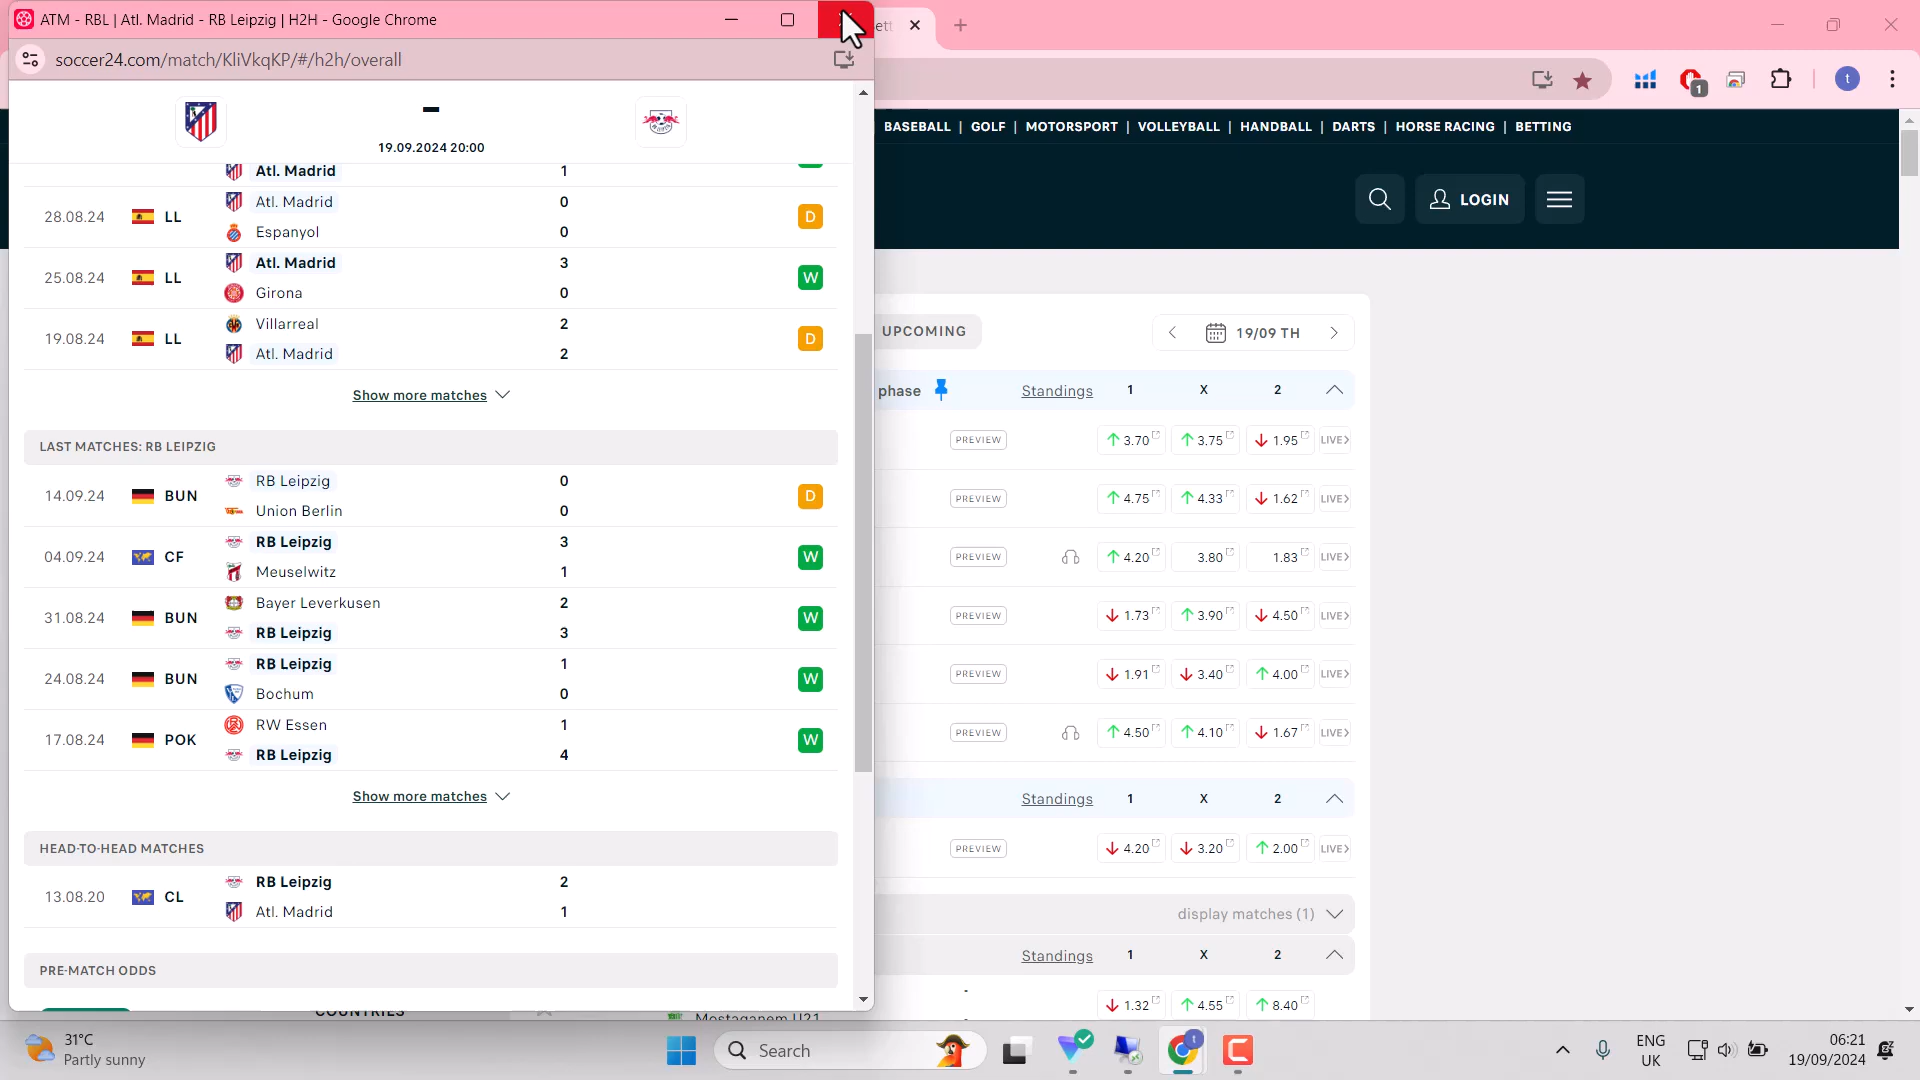 ATM - RBL | Atl. Madrid - RB Leipzig | H2H - Google Chrome
soccer24.com/match/KliVkqKP/#/h2h/overall
1
t
BASEBALL | GOLF | MOTORSPORT | VOLLEYBALL | HANDBALL | DARTS | HORSE RACING | BETTING
LOGIN
19.09.2024 20:00
Atl. Madrid 1
28.08.24 LL Atl. Madrid 0 D
Espanyol 0
25.08.24 LL Atl. Madrid 3 W
Girona 0
19.08.24 LL Villarreal 2 D
Atl. Madrid 2
Show more matches
LAST MATCHES: RB LEIPZIG
14.09.24 BUN RB Leipzig 0 D
Union Berlin 0
04.09.24 CF RB Leipzig 3 W
Meuselwitz 1
31.08.24 BUN Bayer Leverkusen 2 W
RB Leipzig 3
24.08.24 BUN RB Leipzig 1 W
Bochum 0
17.08.24 POK RW Essen 1 W
RB Leipzig 4
Show more matches
HEAD-TO-HEAD MATCHES
13.08.20 CL RB Leipzig 2
Atl. Madrid 1
PRE-MATCH ODDS
UPCOMING 19/09 TH
phase Standings 1 X 2
PREVIEW 3.70 3.75 1.95 LIVE
PREVIEW 4.75 4.33 1.62 LIVE
PREVIEW 4.20 3.80 1.83 LIVE
PREVIEW 1.73 3.90 4.50 LIVE
PREVIEW 1.91 3.40 4.00 LIVE
PREVIEW 4.50 4.10 1.67 LIVE
Standings 1 X 2
PREVIEW 4.20 3.20 2.00 LIVE
display matches (1)
Standings 1 X 2
- 1.32 4.55 8.40
COUNTRIES
Mostaganem U21
31°C
Partly sunny
Search
ENG
UK
06:21
19/09/2024